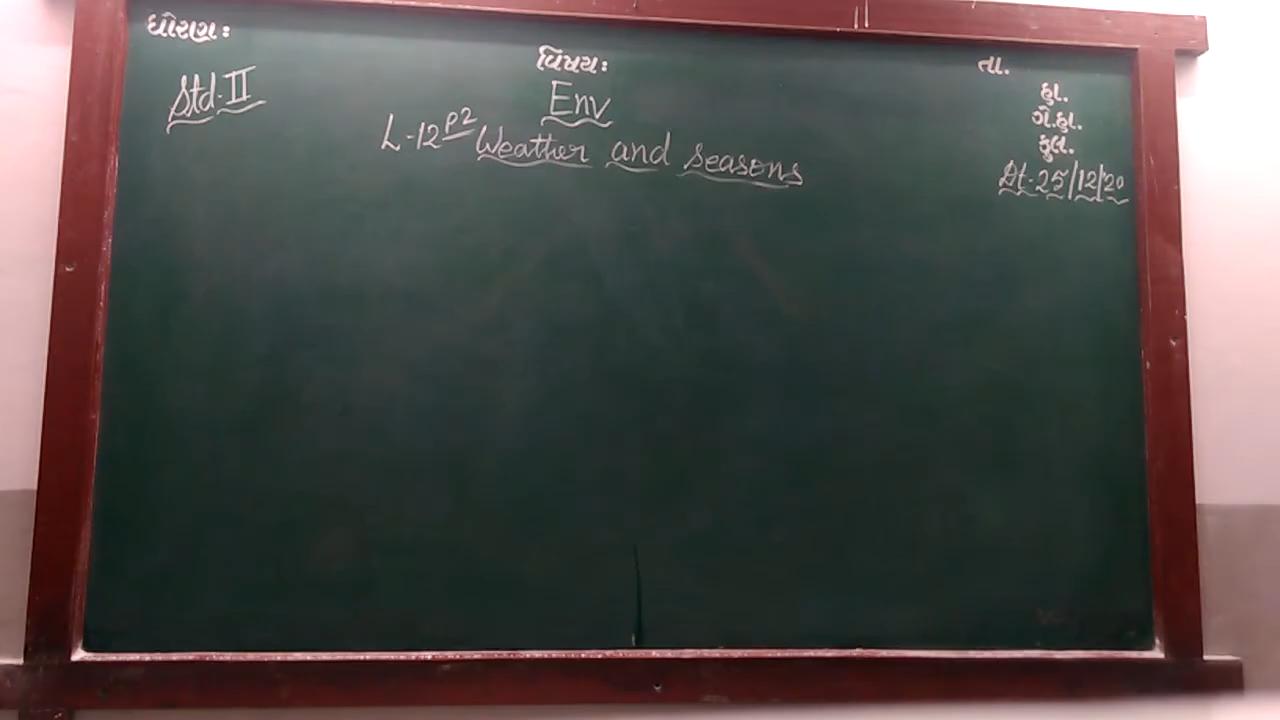 ધોરણ:
વિષય:
તા.
Std. II
Env
હા.
ગે.હા.
કુલ.
L-12 P2 Weather and seasons
Dt. 25/12/20